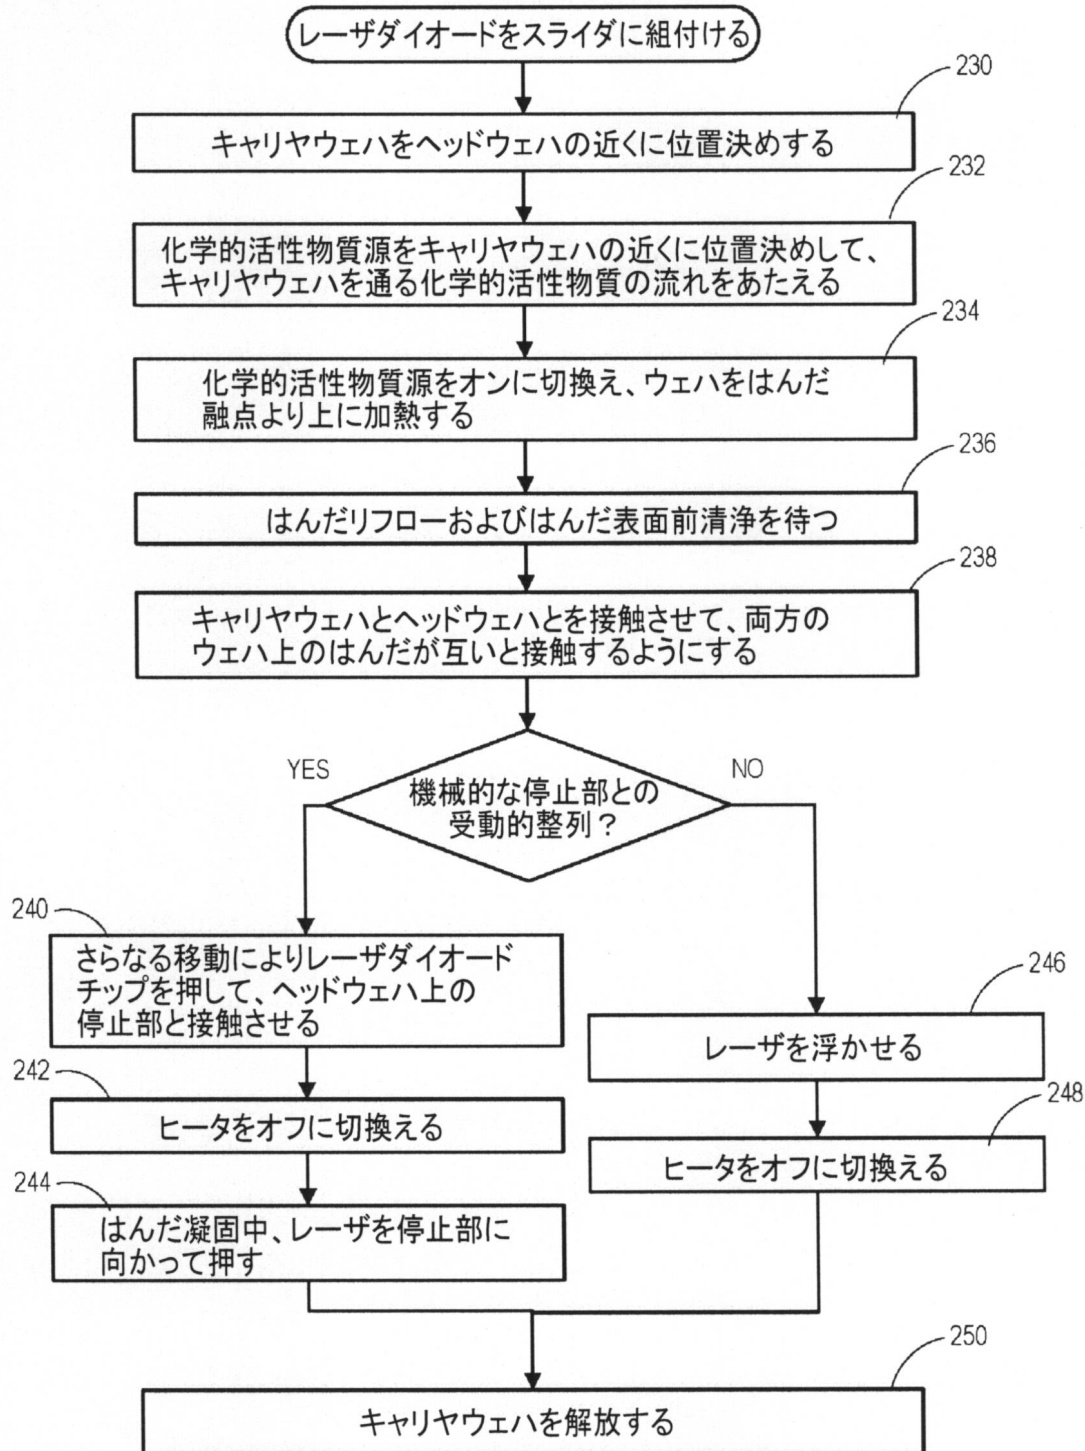 レーザダイオードをスライダに組付ける
230
キャリヤウェハをヘッドウェハの近くに位置決めする
232
化学的活性物質源をキャリヤウェハの近くに位置決めして、
キャリヤウェハを通る化学的活性物質の流れをあたえる
234
化学的活性物質源をオンに切換え、ウェハをはんだ
融点より上に加熱する
236
はんだリフローおよびはんだ表面前清浄を待つ
238
キャリヤウェハとヘッドウェハとを接触させて、両方の
ウェハ上のはんだが互いと接触するようにする
YES
NO
機械的な停止部との
受動的整列？
240
さらなる移動によりレーザダイオード
チップを押して、ヘッドウェハ上の
停止部と接触させる
246
レーザを浮かせる
242
ヒータをオフに切換える
248
ヒータをオフに切換える
244
はんだ凝固中、レーザを停止部に
向かって押す
250
キャリヤウェハを解放する